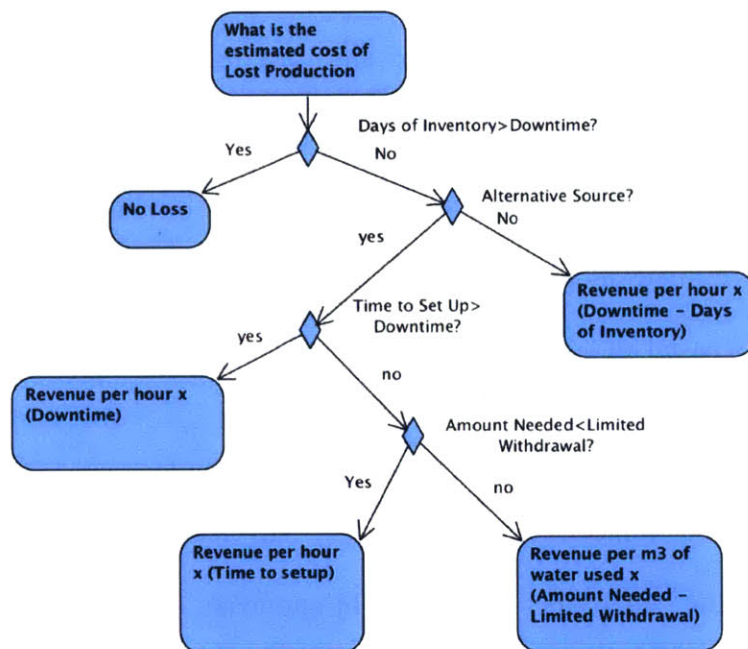 What is the
estimated cost of
Lost Production
Days of Inventory>Downtime?
Yes
No
No Loss
Alternative Source?
No
yes
Revenue per hour x
(Downtime – Days
of Inventory)
Time to Set Up>
Downtime?
yes
no
Revenue per hour x
(Downtime)
Amount Needed<Limited
Withdrawal?
Yes
no
Revenue per hour
x (Time to setup)
Revenue per m3 of
water used x
(Amount Needed –
Limited Withdrawal)